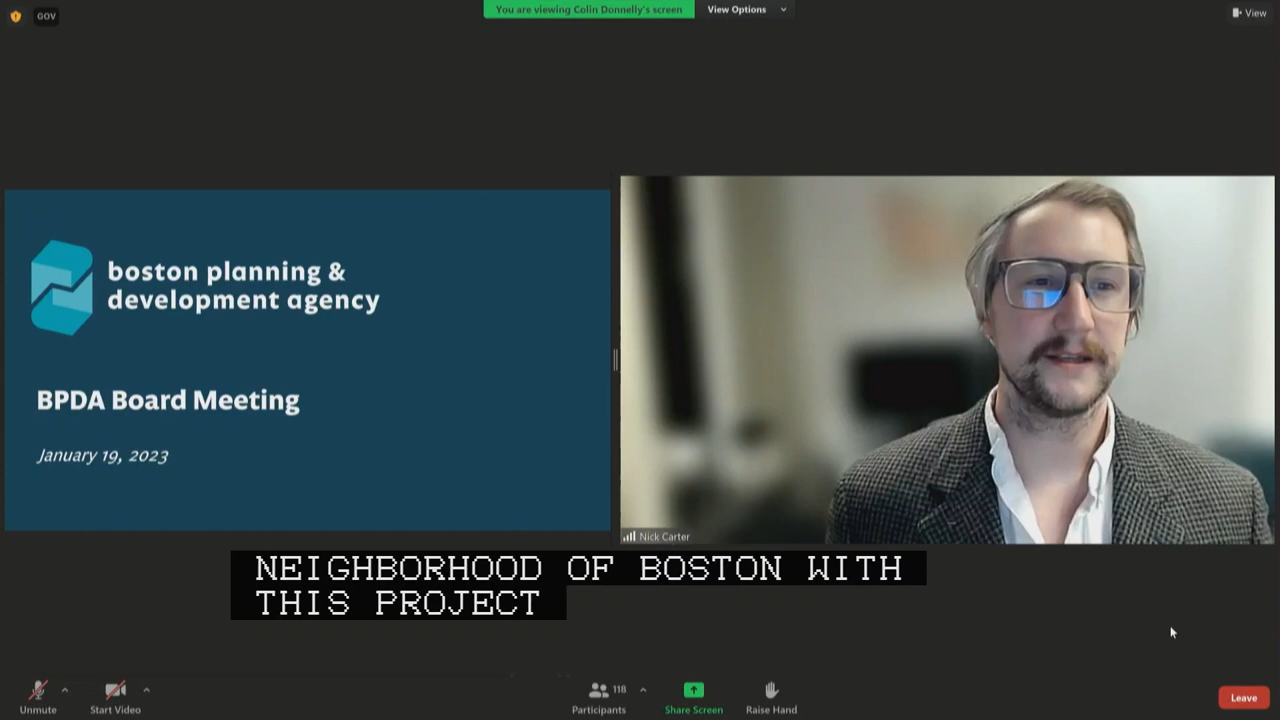 GOV
You are viewing Colin Donnelly's screen
View Options
View
boston planning &
development agency
BPDA Board Meeting
January 19, 2023
Nick Carter
NEIGHBORHOOD OF BOSTON WITH
THIS PROJECT
Unmute
Start Video
118
Participants
Share Screen
Raise Hand
Leave